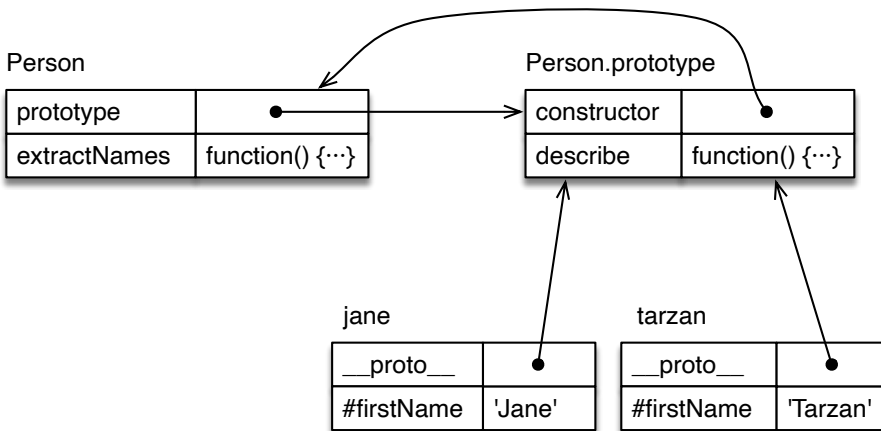 Person
Person.prototype
prototype
constructor
extractNames function() {···}
describe function() {···}
jane
tarzan
__proto__
__proto__
#firstName 'Jane'
#firstName 'Tarzan'